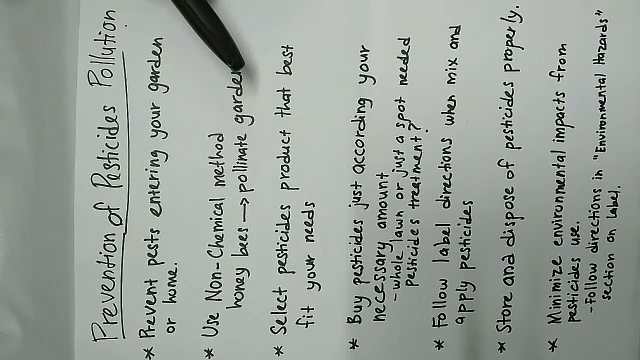 Prevention of Pasticides Pollution
* Prevent pests entering your garden
or home.
* Use Non-Chemical method
honey bees → pollinate garden
* Select pesticides product that best
fit your needs
* Buy pesticides just according your
necessary amount
- whole lawn or just a spot needed
pesticides treatment?
* Follow label directions when mix and
apply pesticides
* Store and dispose of pesticides properly.
* Minimize environmental impacts from
pesticides use.
- Follow directions in "Environmental Hazards"
section on label.